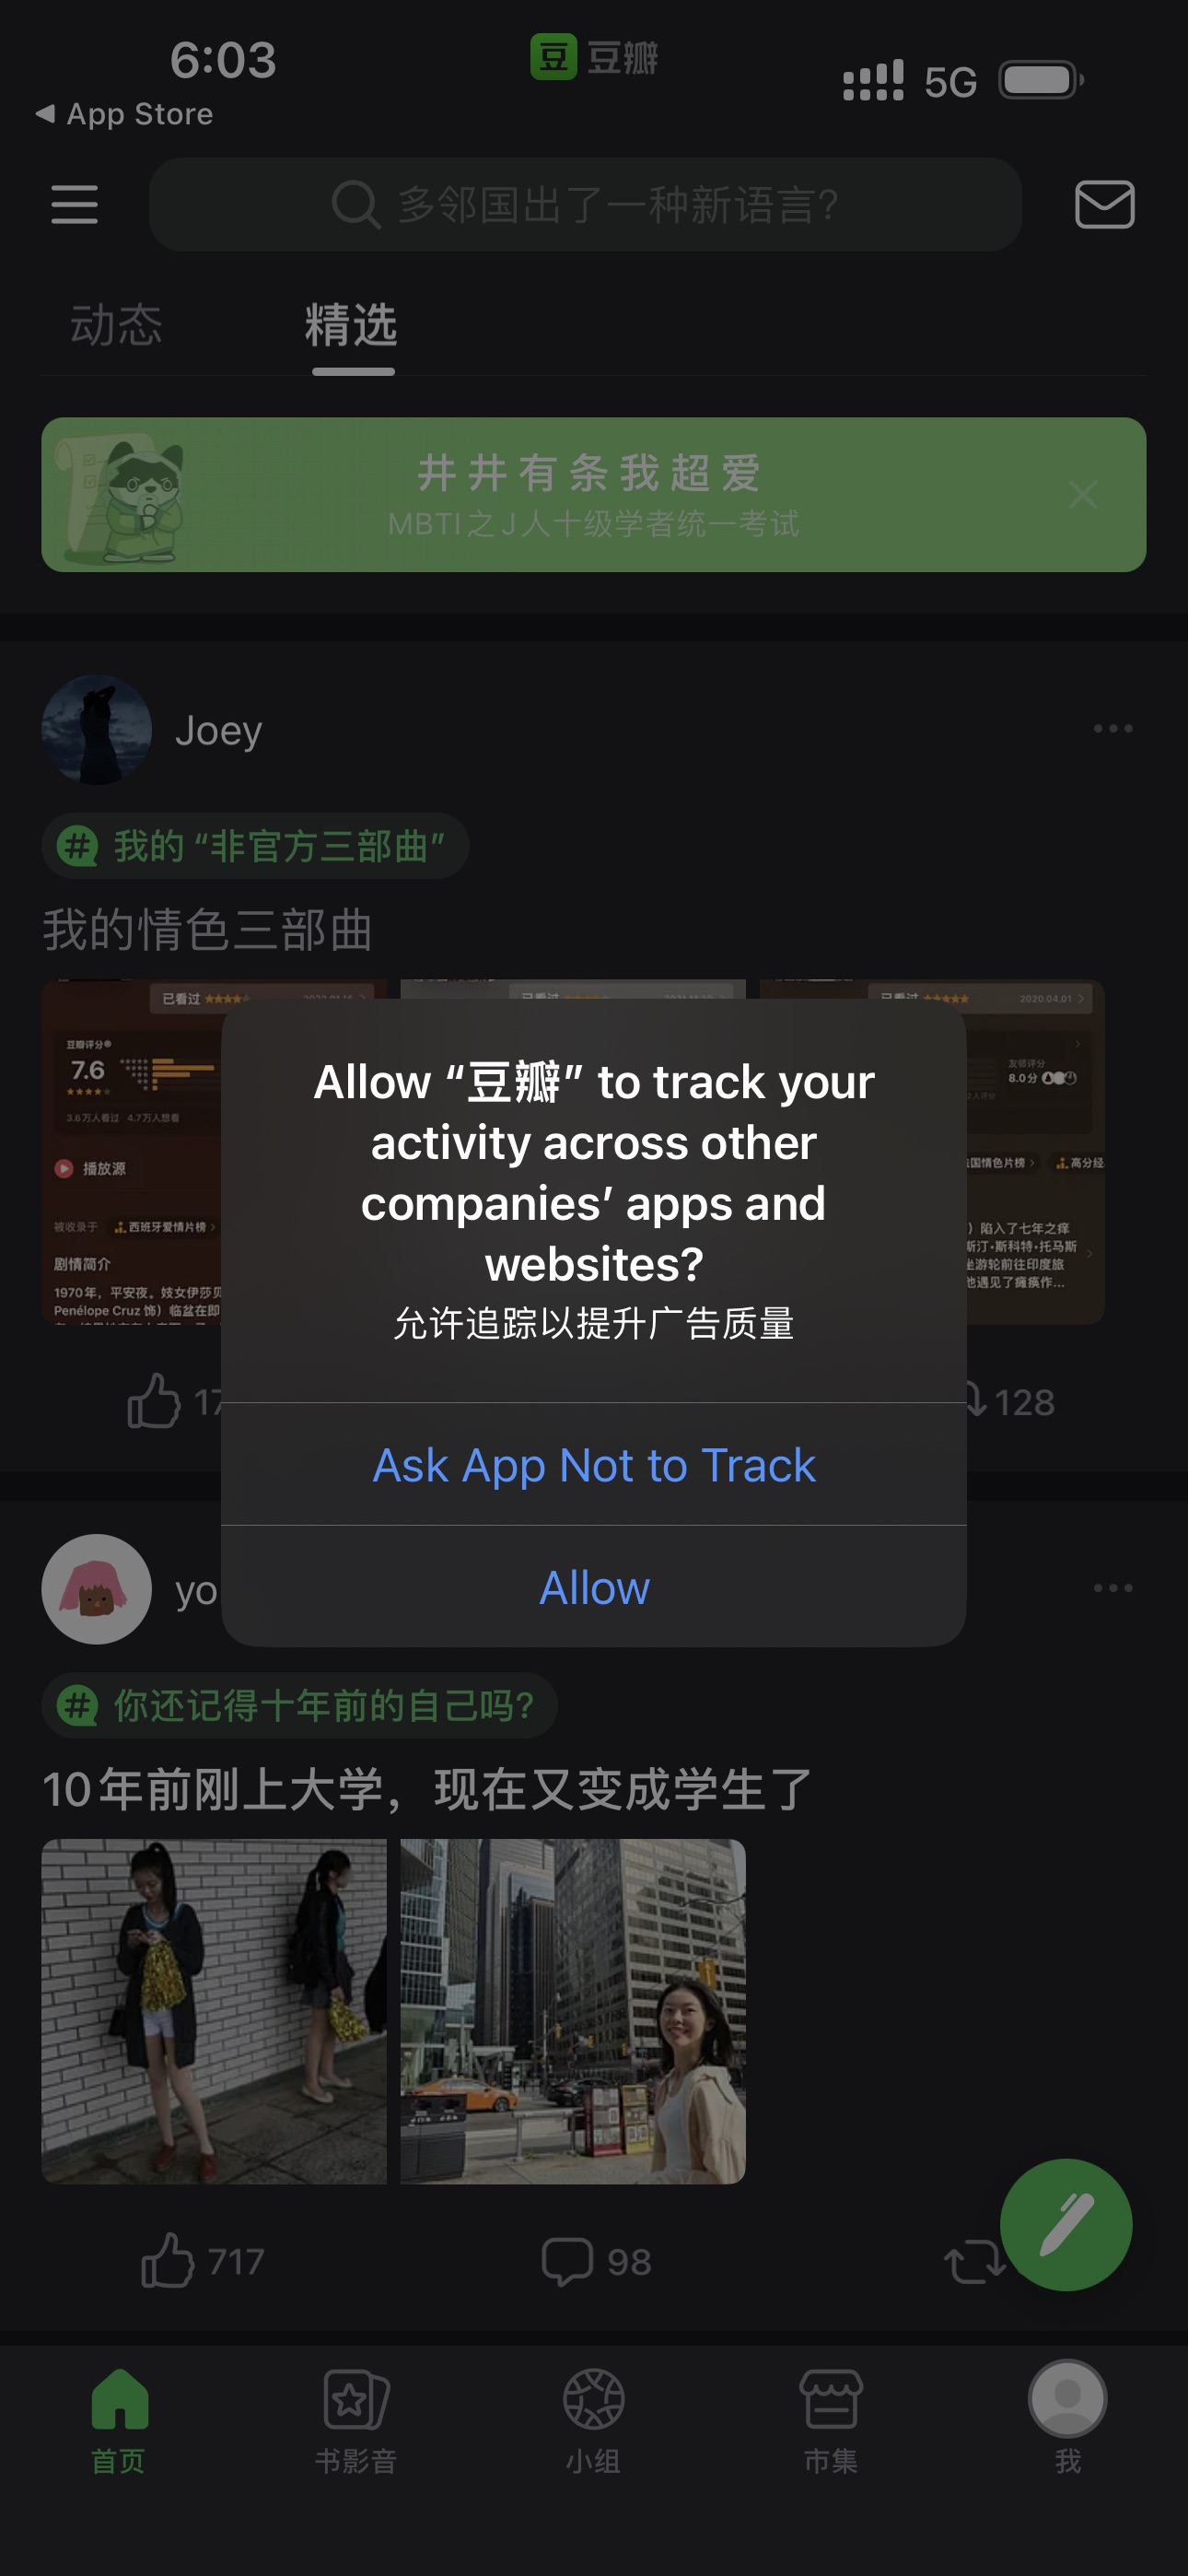 6:03
豆瓣
5G
App Store
多邻国出了一种新语言?
动态
精选
井井有条我超爱
MBTI之J人十级学者统一考试
Joey
我的“非官方三部曲”
我的情色三部曲
已看过
已看过
已看过
2020.04.01
豆瓣评分
7.6
3.6万人看过 4.7万人想看
友邻评分
8.0分
播放源
国情色片榜
高分经
被收录于
西班牙爱情片榜
剧情简介
1970年，平安夜。妓女伊莎贝
Penélope Cruz 饰）临盆在即
）陷入了七年之痒
斯汀·斯科特·托马斯
坐游轮前往印度旅
他遇见了瘫痪作...
Allow “豆瓣” to track your
activity across other
companies’ apps and
websites?
允许追踪以提升广告质量
Ask App Not to Track
Allow
17
128
yo
你还记得十年前的自己吗?
10年前刚上大学，现在又变成学生了
717
98
首页
书影音
小组
市集
我